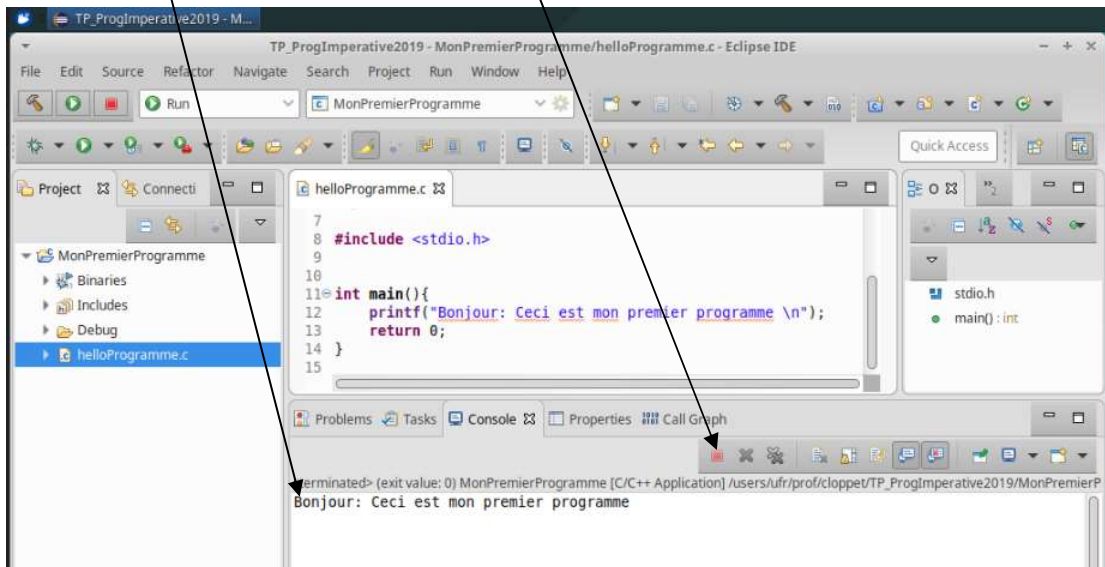 TP_ProgImperative2019 - M...
TP_ProgImperative2019 - MonPremierProgramme/helloProgramme.c - Eclipse IDE
File Edit Source Refactor Navigate Search Project Run Window Help
Run
MonPremierProgramme
Quick Access
Project
Connecti
helloProgramme.c
O
"2
MonPremierProgramme
Binaries
Includes
Debug
helloProgramme.c
7
8 #include <stdio.h>
9
10
11 int main(){
12 printf("Bonjour: Ceci est mon premier programme \n");
13 return 0;
14 }
15
stdio.h
main() : int
Problems Tasks Console Properties Call Graph
<terminated> (exit value: 0) MonPremierProgramme [C/C++ Application] /users/ufr/prof/cloppet/TP_ProgImperative2019/MonPremierP
Bonjour: Ceci est mon premier programme